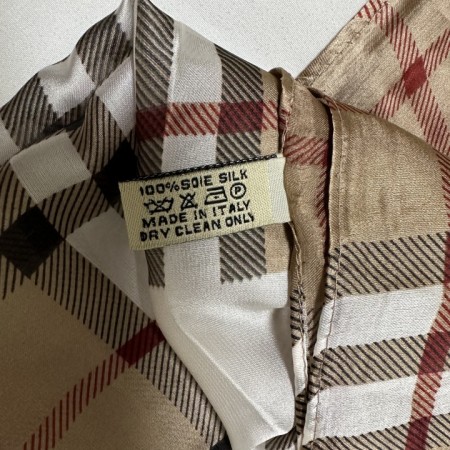 100%SOIE SILK
P
MADE IN ITALY
DRY CLEAN ONLY